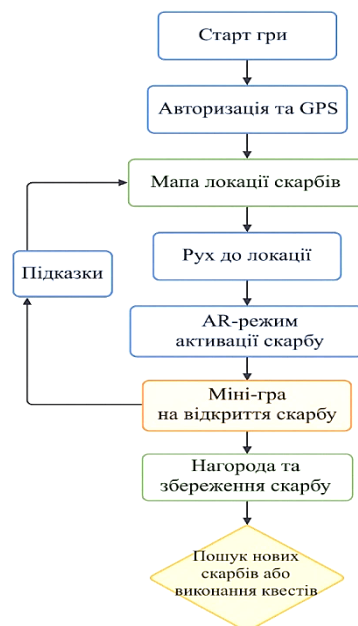 Старт гри
Авторизація та GPS
Мапа локації скарбів
Рух до локації
Підказки
AR-режим
активації скарбу
Міні-гра
на відкриття скарбу
Нагорода та
збереження скарбу
Пошук нових
скарбів або
виконання квестів